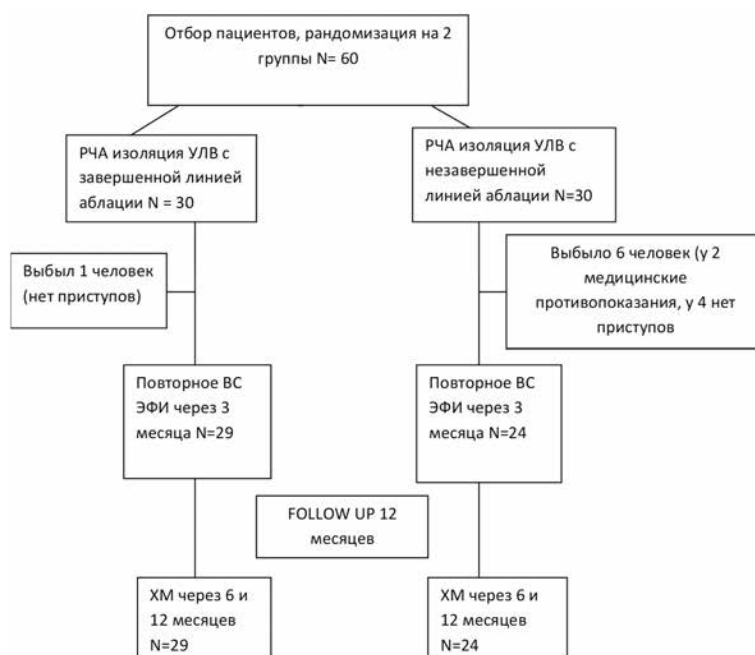 Отбор пациентов, рандомизация на 2
группы N= 60
РЧА изоляция УЛВ с
завершенной линией
аблации N = 30
РЧА изоляция УЛВ с
незавершенной
линией аблации N=30
Выбыл 1 человек
(нет приступов)
Выбыло 6 человек (у 2
медицинские
противопоказания, у 4 нет
приступов
Повторное ВС
ЭФИ через 3
месяца N=29
Повторное ВС
ЭФИ через 3
месяца N=24
FOLLOW UP 12
месяцев
ХМ через 6 и
12 месяцев
N=29
ХМ через 6 и
12 месяцев
N=24